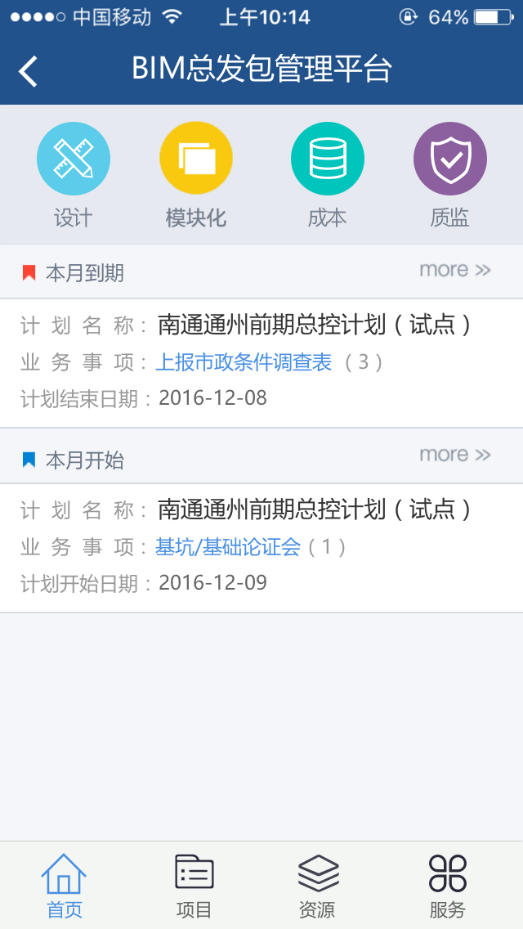 中国移动 上午10:14 64%
BIM总发包管理平台
设计 模块化 成本 质监
本月到期 more >>
计划名称：南通通州前期总控计划（试点）
业务事项：上报市政条件调查表（3）
计划结束日期：2016-12-08
本月开始 more >>
计划名称：南通通州前期总控计划（试点）
业务事项：基坑/基础论证会（1）
计划开始日期：2016-12-09
首页 项目 资源 服务